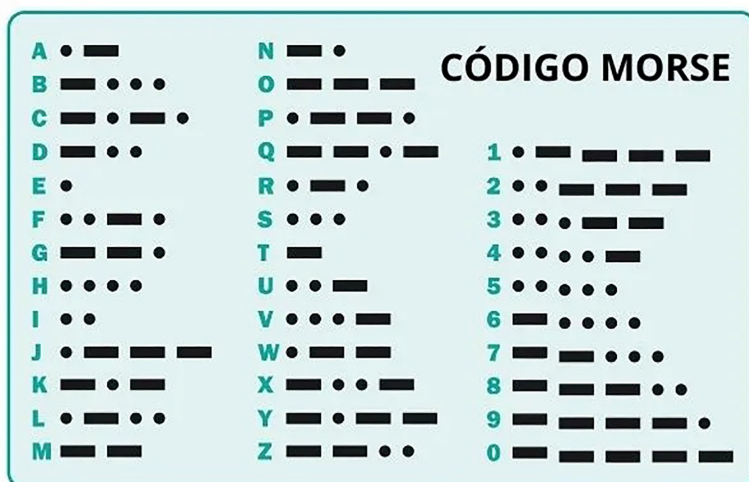 CÓDIGO MORSE
A • —
B — • • •
C — • — •
D — • •
E •
F • • — •
G — — •
H • • • •
I • •
J • — — —
K — • —
L • — • •
M — —
N — •
O — — —
P • — — •
Q — — • —
R • — •
S • • •
T —
U • • —
V • • • —
W • — —
X — • • —
Y — • — —
Z — — • •
1 • — — — —
2 • • — — —
3 • • • — —
4 • • • • —
5 • • • • •
6 — • • • •
7 — — • • •
8 — — — • •
9 — — — — •
0 — — — — —